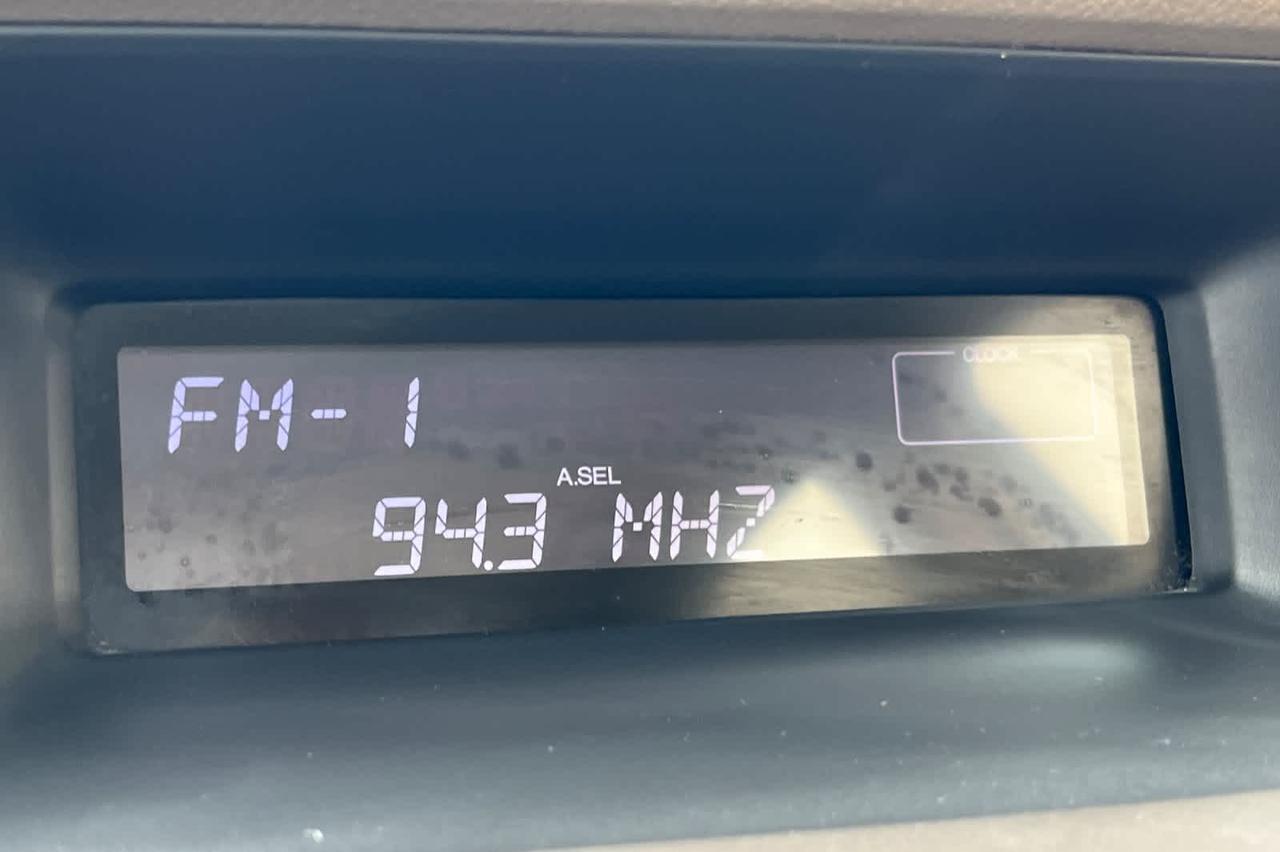 FM-1
CLOCK
A.SEL
94.3 MHZ